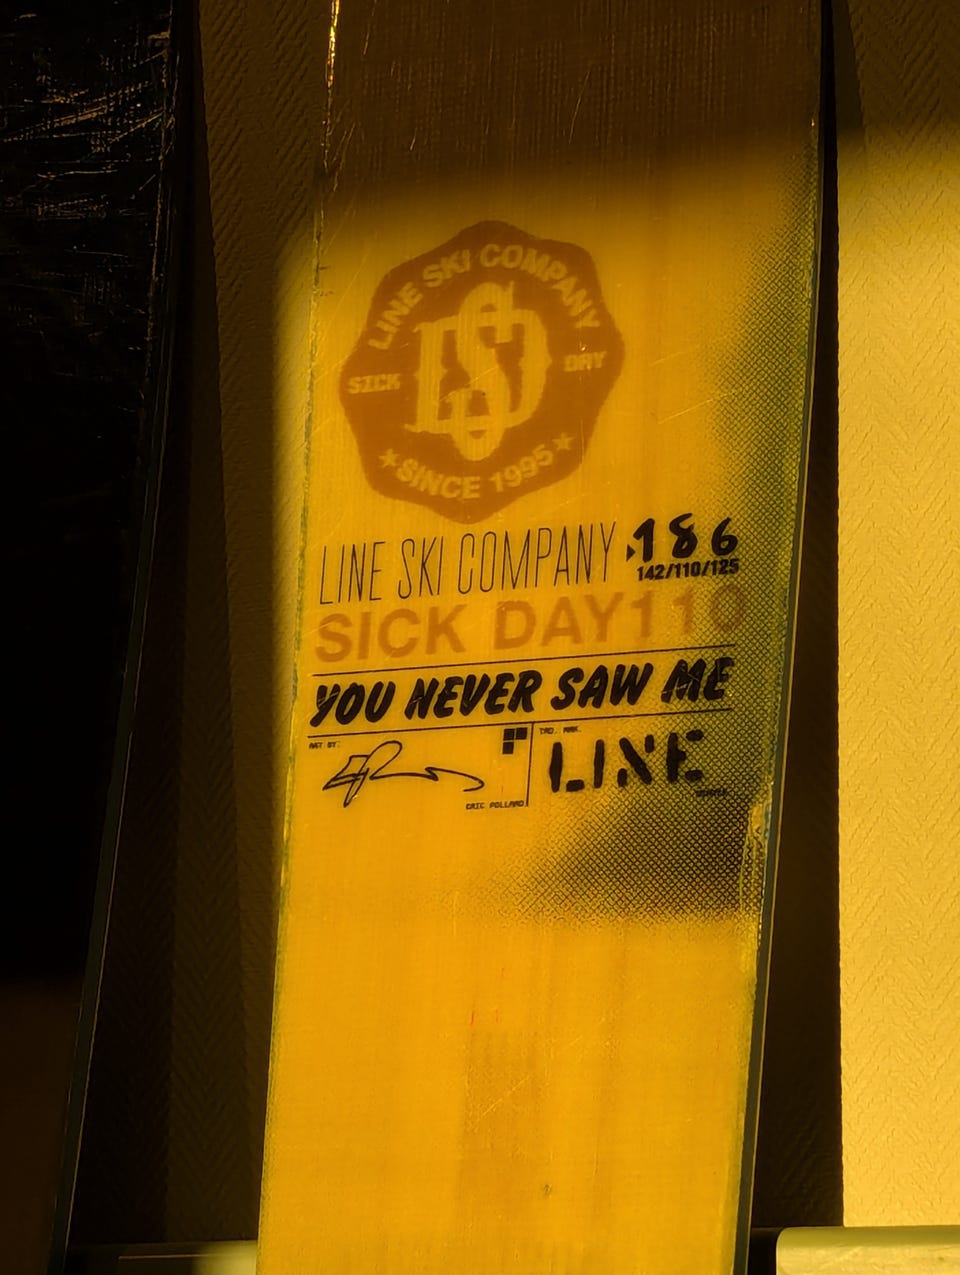 LINE SKI COMPANY
SICK DAY
LSD
★ SINCE 1995 ★
LINE SKI COMPANY 186
142/110/125
SICK DAY110
YOU NEVER SAW ME
ART BY:
ERIC POLLARD
LINE